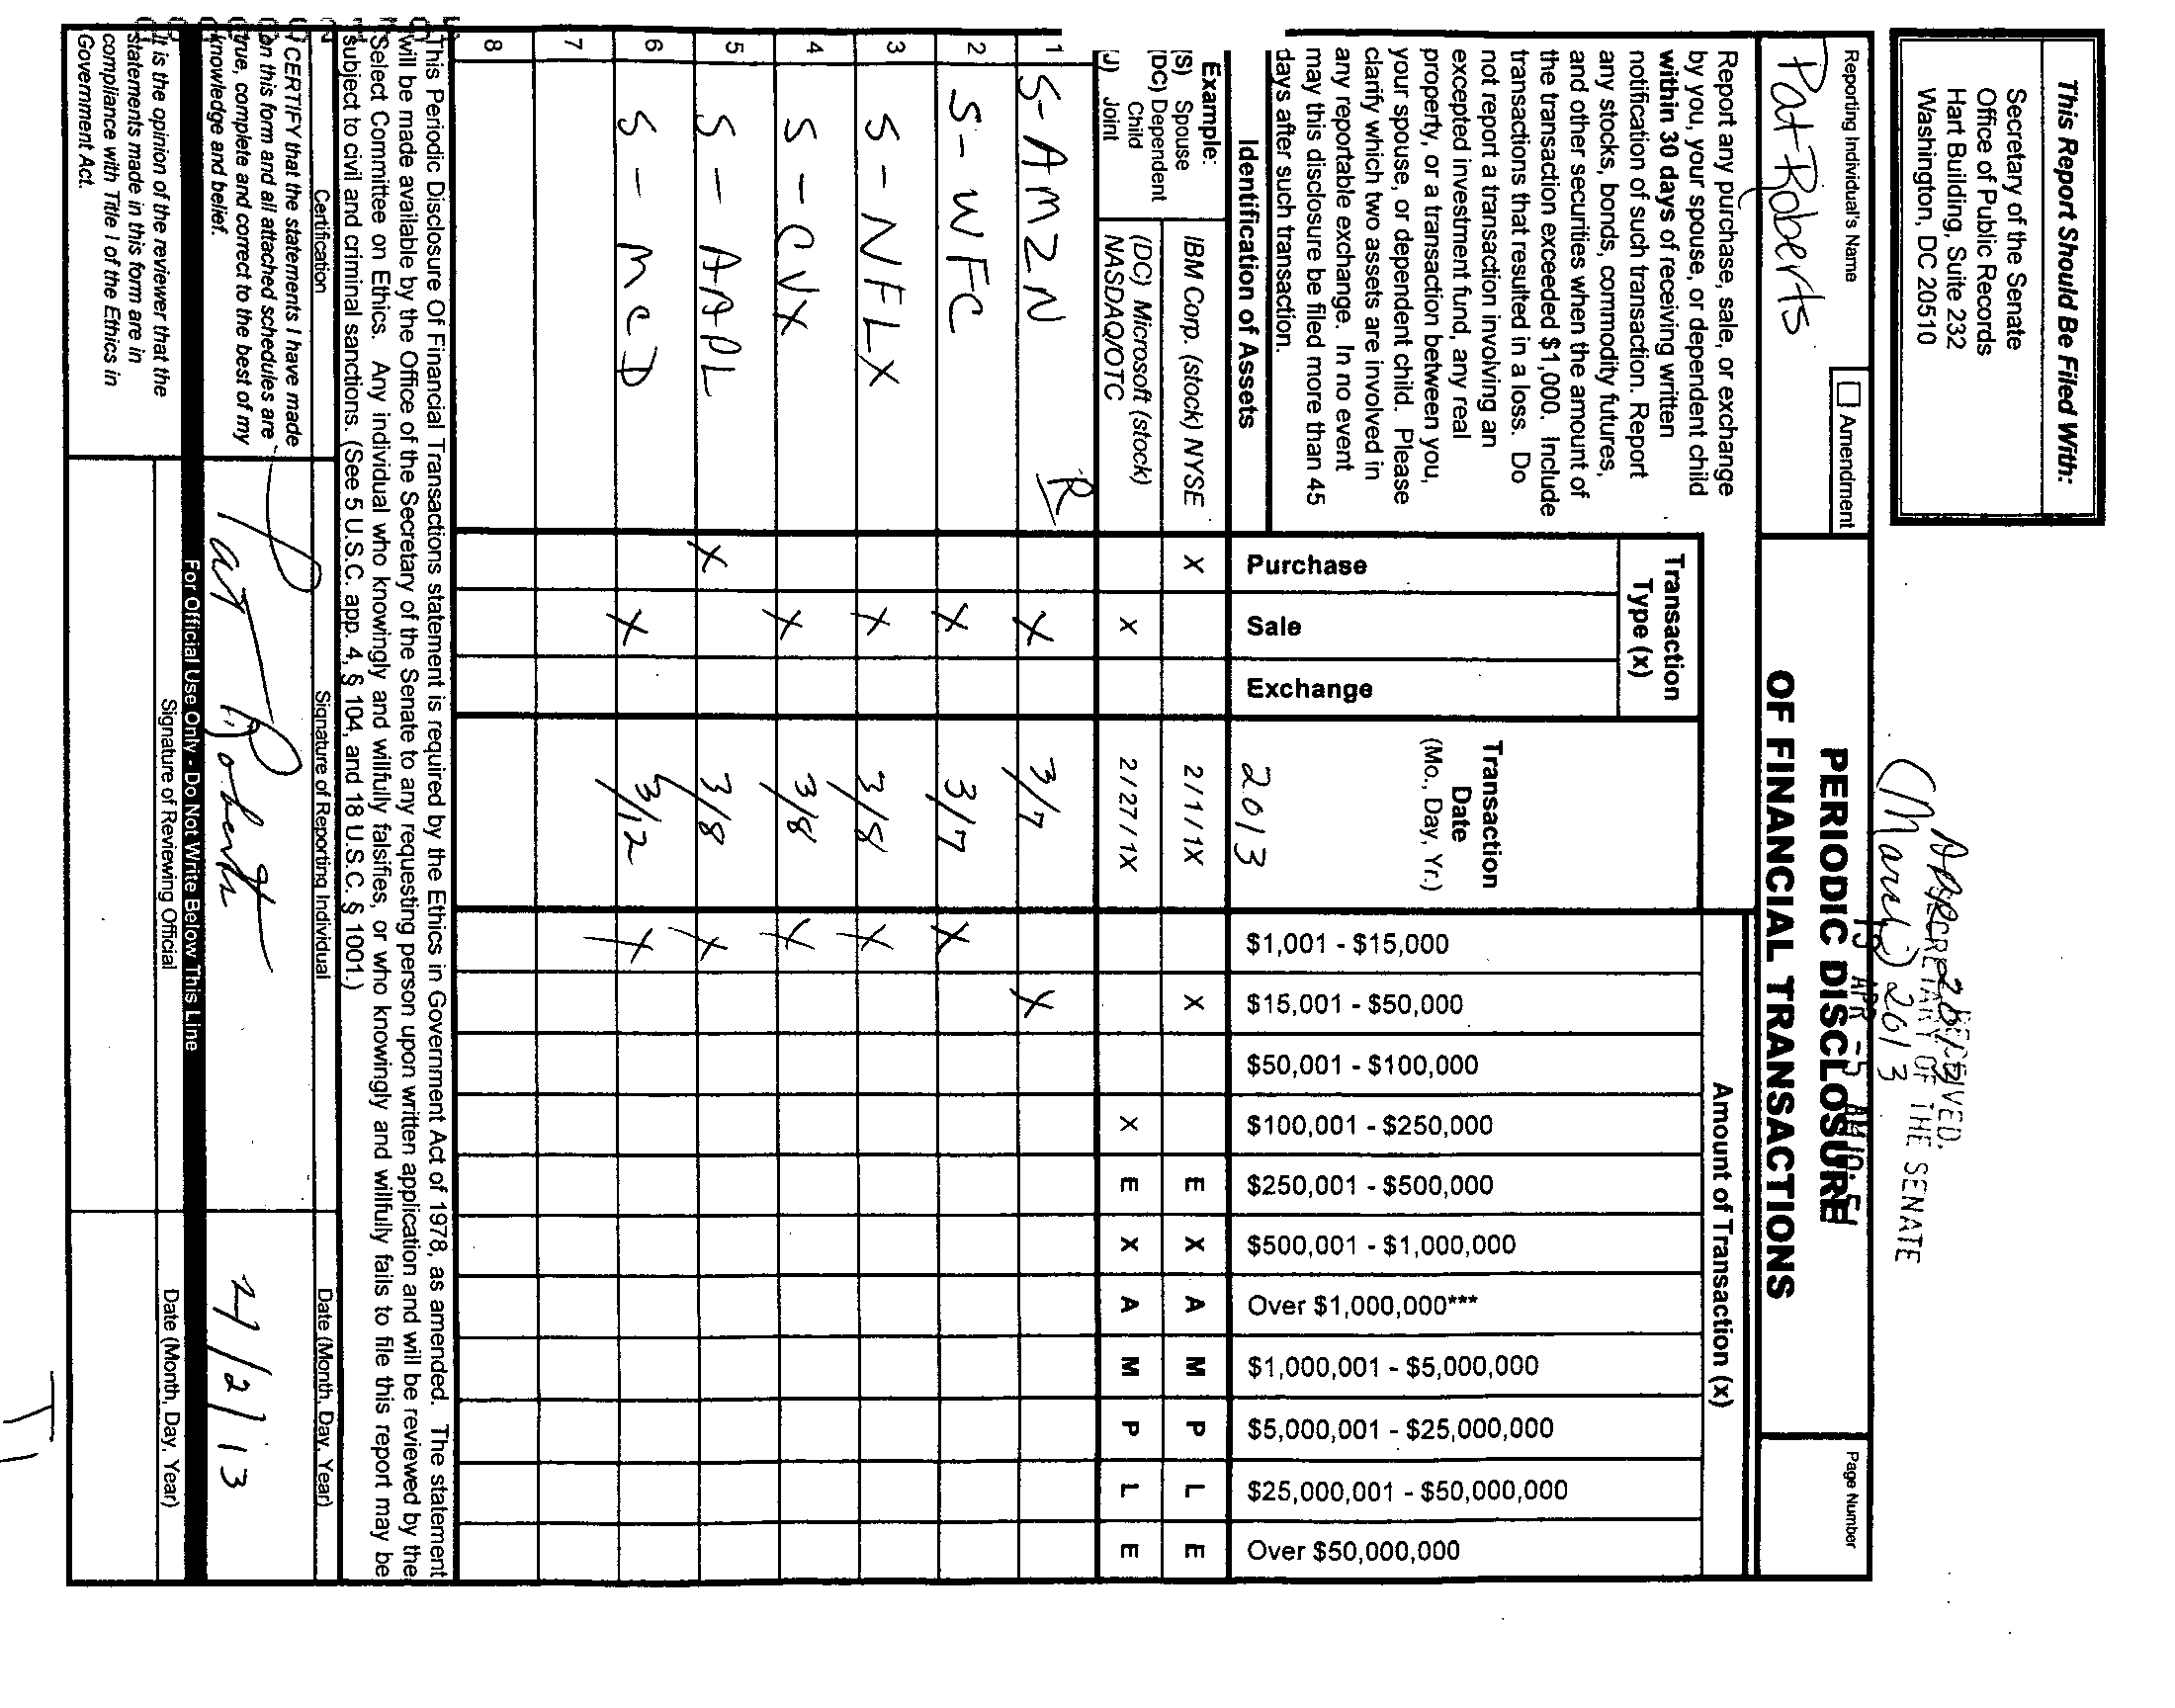 This Report Should Be Filed With:
Secretary of the Senate
Office of Public Records
Hart Building, Suite 232
Washington, DC 20510
(March) 2013
SECRETARY OF THE SENATE
Reporting Individual's Name
Pat Roberts
Amendment
PERIODIC DISCLOSURE
OF FINANCIAL TRANSACTIONS
Page Number
Report any purchase, sale, or exchange
by you, your spouse, or dependent child
within 30 days of receiving written
notification of such transaction. Report
any stocks, bonds, commodity futures,
and other securities when the amount of
the transaction exceeded $1,000. Include
transactions that resulted in a loss. Do
not report a transaction involving an
excepted investment fund, any real
property, or a transaction between you,
your spouse, or dependent child. Please
clarify which two assets are involved in
any reportable exchange. In no event
may this disclosure be filed more than 45
days after such transaction.
Identification of Assets
Transaction
Type (x)
Purchase
Sale
Exchange
Transaction
Date
(Mo., Day, Yr.)
2013
Amount of Transaction (x)
$1,001 - $15,000
$15,001 - $50,000
$50,001 - $100,000
$100,001 - $250,000
$250,001 - $500,000
$500,001 - $1,000,000
Over $1,000,000***
$1,000,001 - $5,000,000
$5,000,001 - $25,000,000
$25,000,001 - $50,000,000
Over $50,000,000
Example:
(S) Spouse
(DC) Dependent
Child
(J) Joint
IBM Corp. (stock) NYSE X 2/1/1X X E X A M P L E
(DC) Microsoft (stock)
NASDAQ/OTC X 2/27/1X X E X A M P L E
1 S-AMZN R X 3/7 X
2 S-WFC X 3/7 X
3 S-NFLX X 3/8 X
4 S-CVX X 3/8 X
5 S-AAPL X 3/8 X
6 S-McD X 3/12 X
7
8
This Periodic Disclosure Of Financial Transactions statement is required by the Ethics in Government Act of 1978, as amended. The statement
will be made available by the Office of the Secretary of the Senate to any requesting person upon written application and will be reviewed by the
Select Committee on Ethics. Any individual who knowingly and willfully falsifies, or who knowingly and willfully fails to file this report may be
subject to civil and criminal sanctions. (See 5 U.S.C. app. 4, § 104, and 18 U.S.C. § 1001.)
Certification
Signature of Reporting Individual
Date (Month, Day, Year)
I CERTIFY that the statements I have made
on this form and all attached schedules are
true, complete and correct to the best of my
knowledge and belief.
Pat Roberts
4/2/13
For Official Use Only - Do Not Write Below This Line
It is the opinion of the reviewer that the
statements made in this form are in
compliance with Title I of the Ethics in
Government Act.
Signature of Reviewing Official
Date (Month, Day, Year)